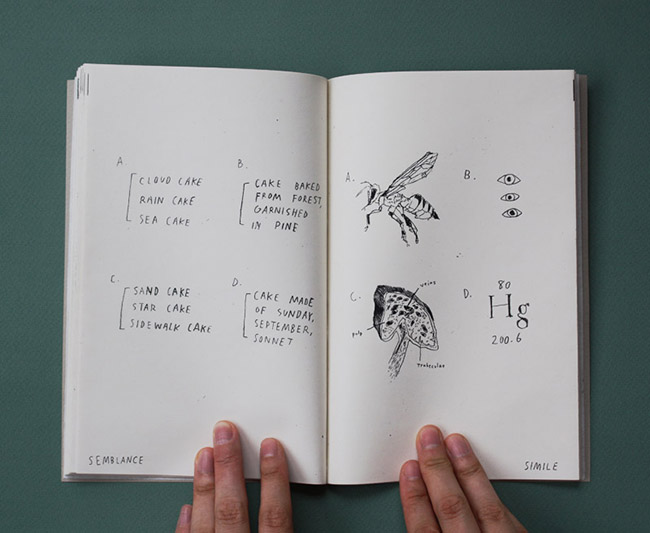 A.
CLOUD CAKE
RAIN CAKE
SEA CAKE
B.
CAKE BAKED
FROM FOREST,
GARNISHED
IN PINE
C.
SAND CAKE
STAR CAKE
SIDEWALK CAKE
D.
CAKE MADE
OF SUNDAY,
SEPTEMBER,
SONNET
SEMBLANCE
A.
B.
C.
veins
pulp
Trabeculae
D.
80
Hg
200.6
SIMILE